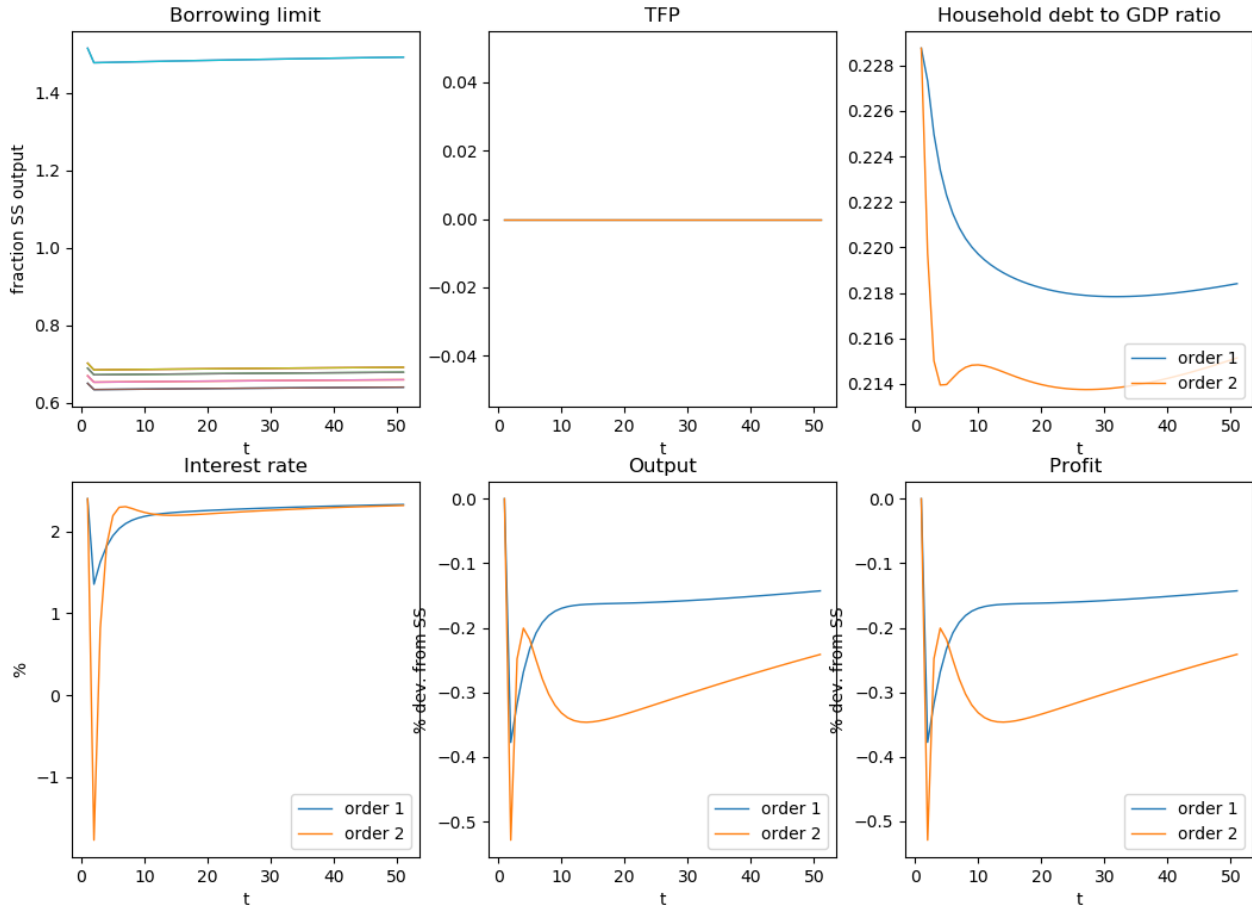 Borrowing limit
fraction SS output
1.4
1.2
1.0
0.8
0.6
0 10 20 30 40 50
t
TFP
0.04
0.02
0.00
−0.02
−0.04
0 10 20 30 40 50
t
Household debt to GDP ratio
0.228
0.226
0.224
0.222
0.220
0.218
0.216
0.214
order 1
order 2
0 10 20 30 40 50
t
Interest rate
%
2
1
0
−1
order 1
order 2
0 10 20 30 40 50
t
Output
% dev. from SS
0.0
−0.1
−0.2
−0.3
−0.4
−0.5
order 1
order 2
0 10 20 30 40 50
t
Profit
% dev. from SS
0.0
−0.1
−0.2
−0.3
−0.4
−0.5
order 1
order 2
0 10 20 30 40 50
t